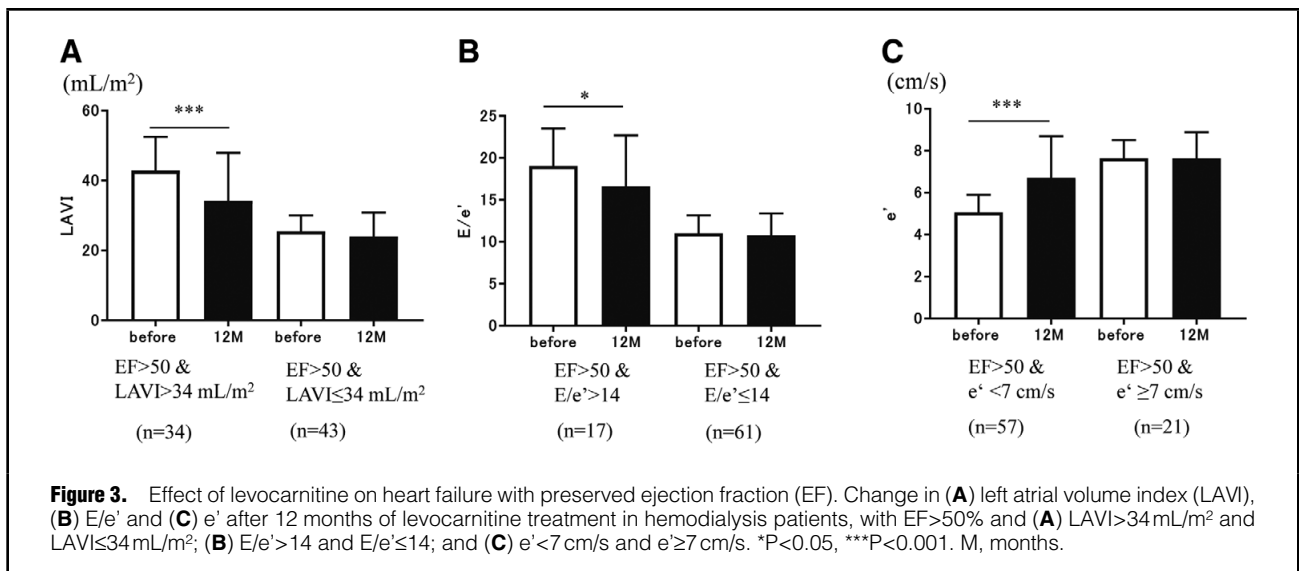 A
(mL/m²)
LAVI
60
40
20
0
***
before 12M before 12M
EF>50 &
LAVI>34 mL/m²
(n=34)
EF>50 &
LAVI≤34 mL/m²
(n=43)
B
E/e'
25
20
15
10
5
0
*
before 12M before 12M
EF>50 &
E/e’>14
(n=17)
EF>50 &
E/e’≤14
(n=61)
C
(cm/s)
e'
10
8
6
4
2
0
***
before 12M before 12M
EF>50 &
e‘ <7 cm/s
(n=57)
EF>50 &
e‘ ≥7 cm/s
(n=21)
Figure 3. Effect of levocarnitine on heart failure with preserved ejection fraction (EF). Change in (A) left atrial volume index (LAVI),
(B) E/e’ and (C) e’ after 12 months of levocarnitine treatment in hemodialysis patients, with EF>50% and (A) LAVI>34 mL/m² and
LAVI≤34 mL/m²; (B) E/e’>14 and E/e’≤14; and (C) e’<7 cm/s and e’≥7 cm/s. *P<0.05, ***P<0.001. M, months.